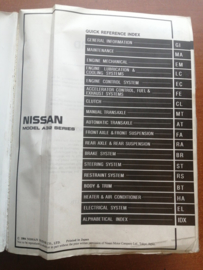 QUICK REFERENCE INDEX
GENERAL INFORMATION GI
MAINTENANCE MA
ENGINE MECHANICAL EM
ENGINE LUBRICATION & COOLING SYSTEMS LC
ENGINE CONTROL SYSTEM EC
ACCELERATOR CONTROL, FUEL & EXHAUST SYSTEMS FE
CLUTCH CL
MANUAL TRANSAXLE MT
AUTOMATIC TRANSAXLE AT
FRONT AXLE & FRONT SUSPENSION FA
REAR AXLE & REAR SUSPENSION RA
BRAKE SYSTEM BR
STEERING SYSTEM ST
RESTRAINT SYSTEM RS
BODY & TRIM BT
HEATER & AIR CONDITIONER HA
ELECTRICAL SYSTEM EL
ALPHABETICAL INDEX IDX
NISSAN
MODEL A32 SERIES